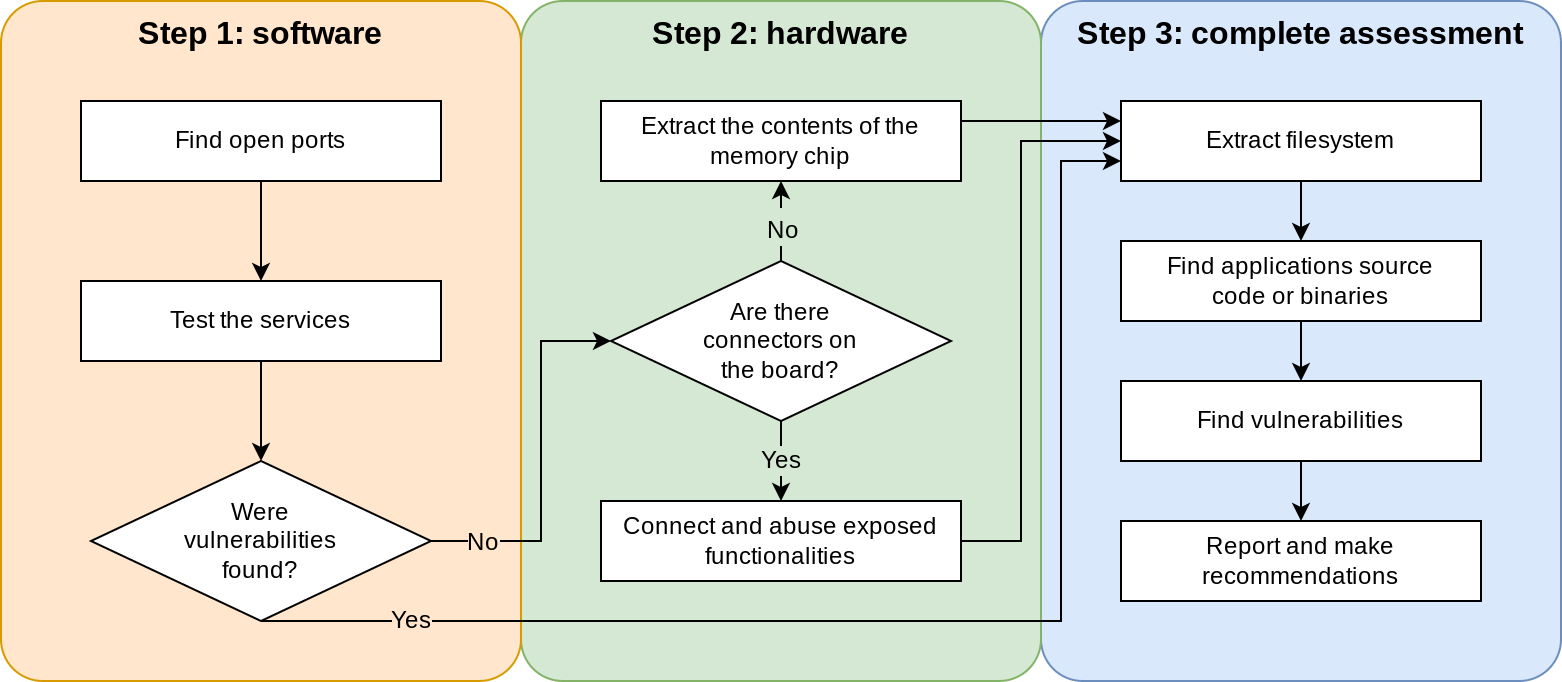 Step 1: software
Find open ports
Test the services
Were
vulnerabilities
found?
No
Yes
Step 2: hardware
Extract the contents of the
memory chip
No
Are there
connectors on
the board?
Yes
Connect and abuse exposed
functionalities
Step 3: complete assessment
Extract filesystem
Find applications source
code or binaries
Find vulnerabilities
Report and make
recommendations